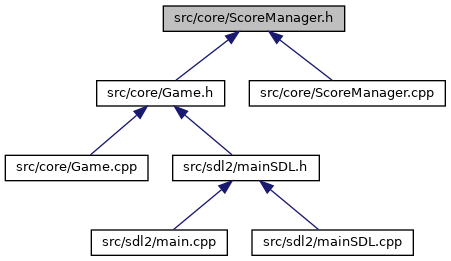 src/core/ScoreManager.h
src/core/Game.h
src/core/ScoreManager.cpp
src/core/Game.cpp
src/sdl2/mainSDL.h
src/sdl2/main.cpp
src/sdl2/mainSDL.cpp